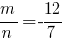 m/n = -12/7